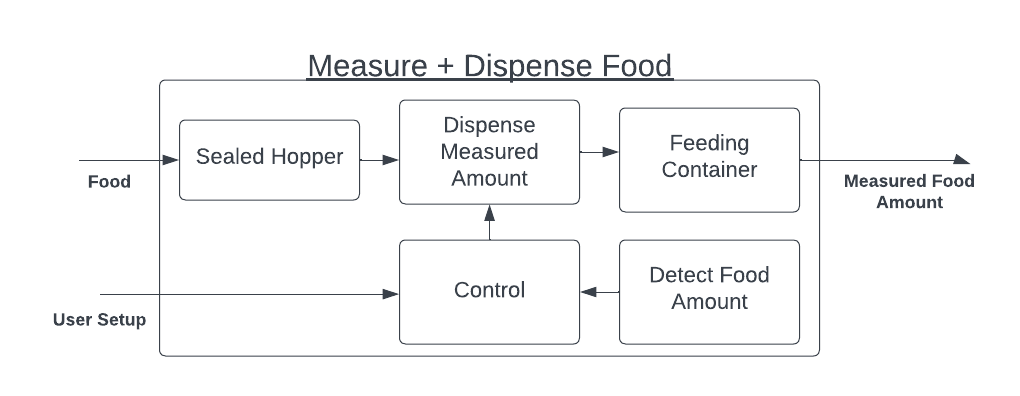 Measure + Dispense Food
Sealed Hopper
Dispense
Measured
Amount
Feeding
Container
Food
Measured Food
Amount
Control
Detect Food
Amount
User Setup